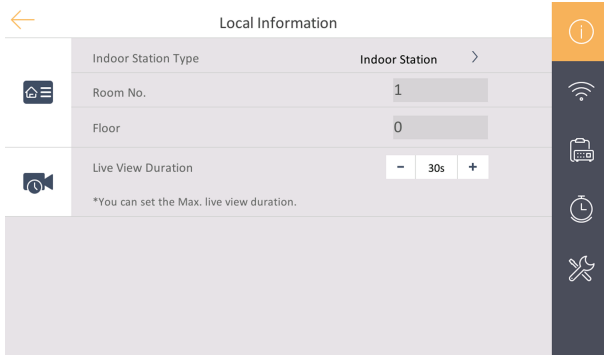 Local Information
Indoor Station Type Indoor Station
Room No. 1
Floor 0
Live View Duration - 30s +
*You can set the Max. live view duration.